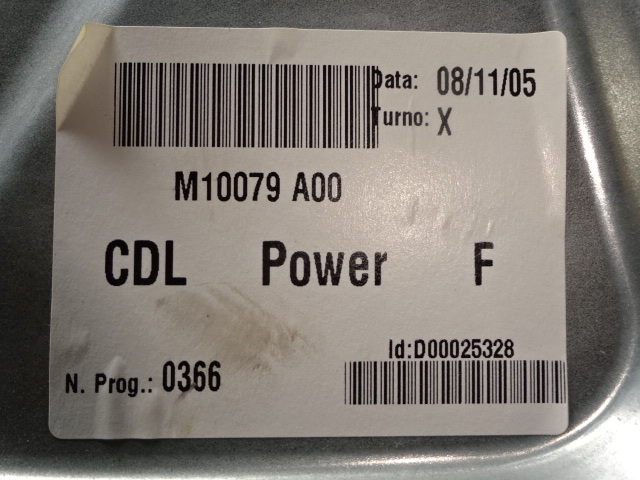 Data: 08/11/05
Turno: X
M10079 A00
CDL Power F
Id:D00025328
N. Prog.: 0366